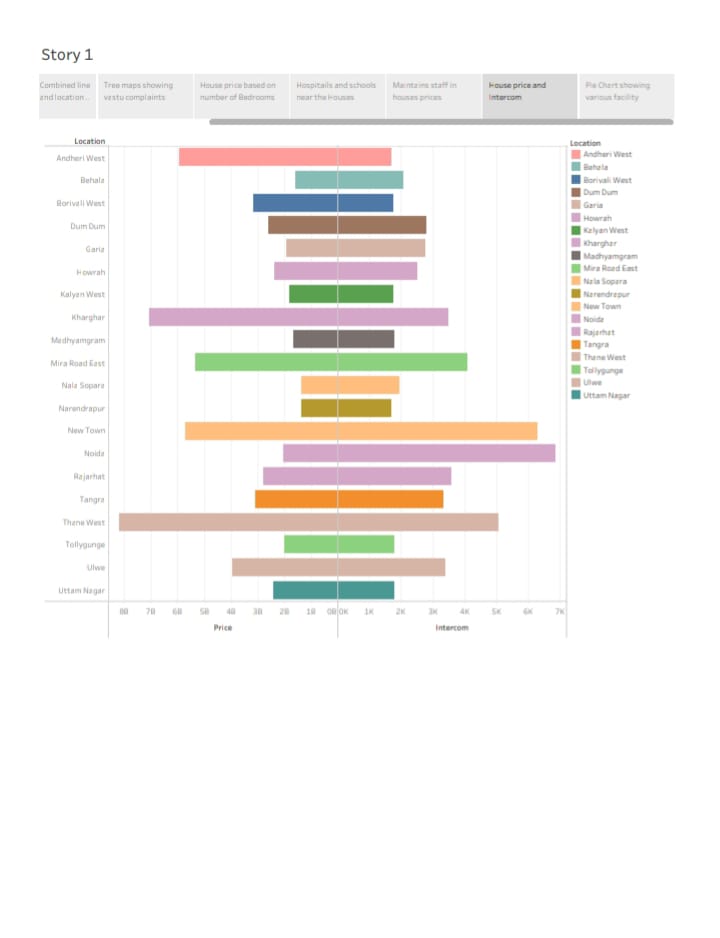 Story 1
Combined line
and location ..
Tree maps showing
vastu complaints
House price based on
number of Bedrooms
Hospitails and schools
near the Houses
Maintains staff in
houses prices
House price and
Intercom
Pie Chart showing
various facility
Location
Andheri West
Behala
Borivali West
Dum Dum
Garia
Howrah
Kalyan West
Kharghar
Madhyamgram
Mira Road East
Nala Sopara
Narendrapur
New Town
Noida
Rajarhat
Tangra
Thane West
Tollygunge
Ulwe
Uttam Nagar
8B 7B 6B 5B 4B 3B 2B 1B 0B 0K 1K 2K 3K 4K 5K 6K 7K
Price Intercom
Location
Andheri West
Behala
Borivali West
Dum Dum
Garia
Howrah
Kalyan West
Kharghar
Madhyamgram
Mira Road East
Nala Sopara
Narendrapur
New Town
Noida
Rajarhat
Tangra
Thane West
Tollygunge
Ulwe
Uttam Nagar